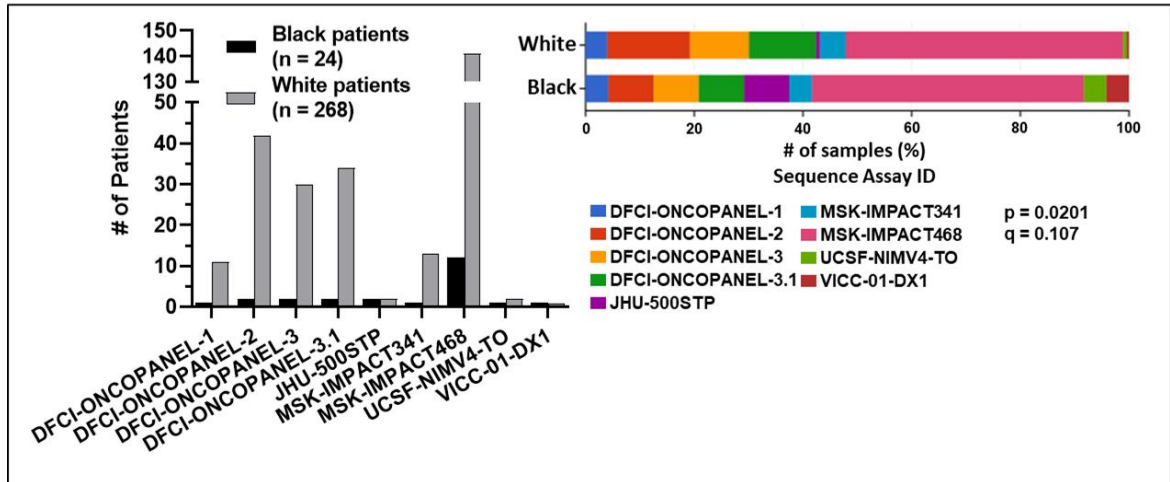 150
140
130
50
40
30
20
10
0
# of Patients
Black patients
(n = 24)
White patients
(n = 268)
DFCI-ONCOPANEL-1
DFCI-ONCOPANEL-2
DFCI-ONCOPANEL-3
DFCI-ONCOPANEL-3.1
JHU-500STP
MSK-IMPACT341
MSK-IMPACT468
UCSF-NIMV4-TO
VICC-01-DX1
White
Black
0 20 40 60 80 100
# of samples (%)
Sequence Assay ID
DFCI-ONCOPANEL-1
DFCI-ONCOPANEL-2
DFCI-ONCOPANEL-3
DFCI-ONCOPANEL-3.1
JHU-500STP
MSK-IMPACT341
MSK-IMPACT468
UCSF-NIMV4-TO
VICC-01-DX1
p = 0.0201
q = 0.107